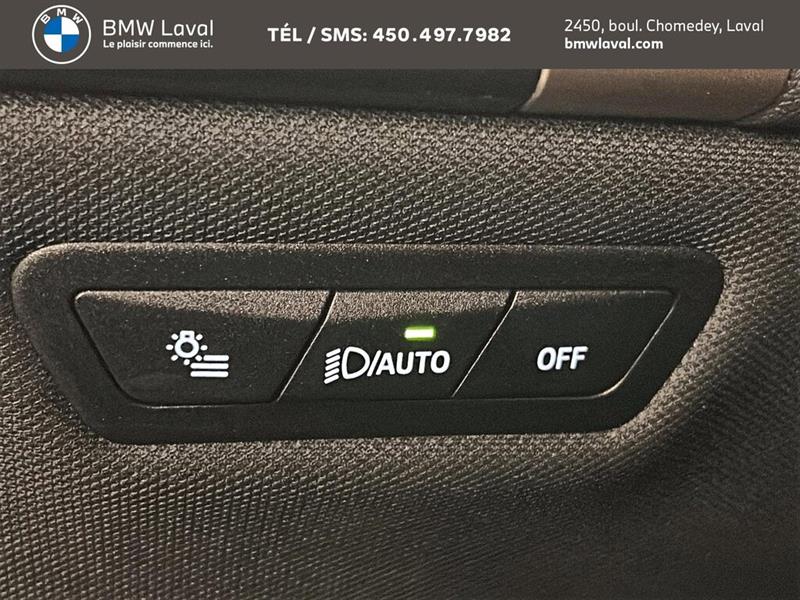 BMW
BMW Laval
Le plaisir commence ici.
TÉL / SMS: 450.497.7982
2450, boul. Chomedey, Laval
bmwlaval.com
/AUTO
OFF